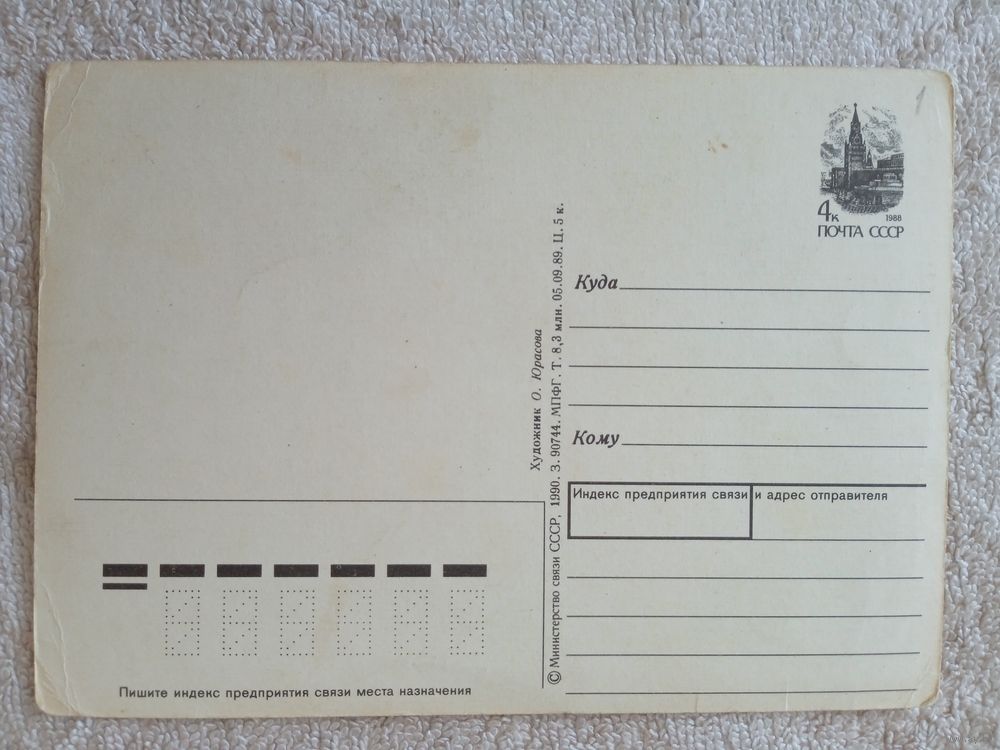 1
4к
1988
ПОЧТА СССР
Куда
Кому
Индекс предприятия связи и адрес отправителя
Художник О. Юрасова
© Министерство связи СССР, 1990. З. 90744. МПФГ. Т. 8,3 млн. 05.09.89. Ц. 5 к.
Пишите индекс предприятия связи места назначения